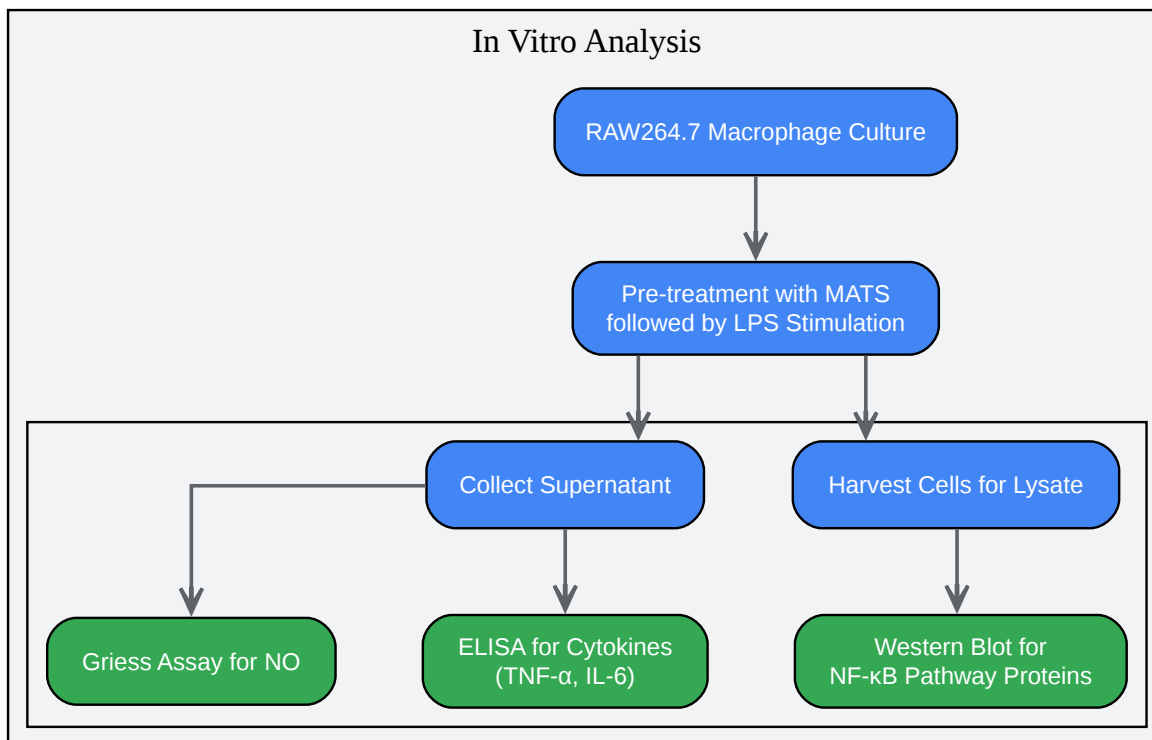 In Vitro Analysis
RAW264.7 Macrophage Culture
Pre-treatment with MATS
followed by LPS Stimulation
Collect Supernatant
Harvest Cells for Lysate
Griess Assay for NO
ELISA for Cytokines
(TNF-α, IL-6)
Western Blot for
NF-κB Pathway Proteins